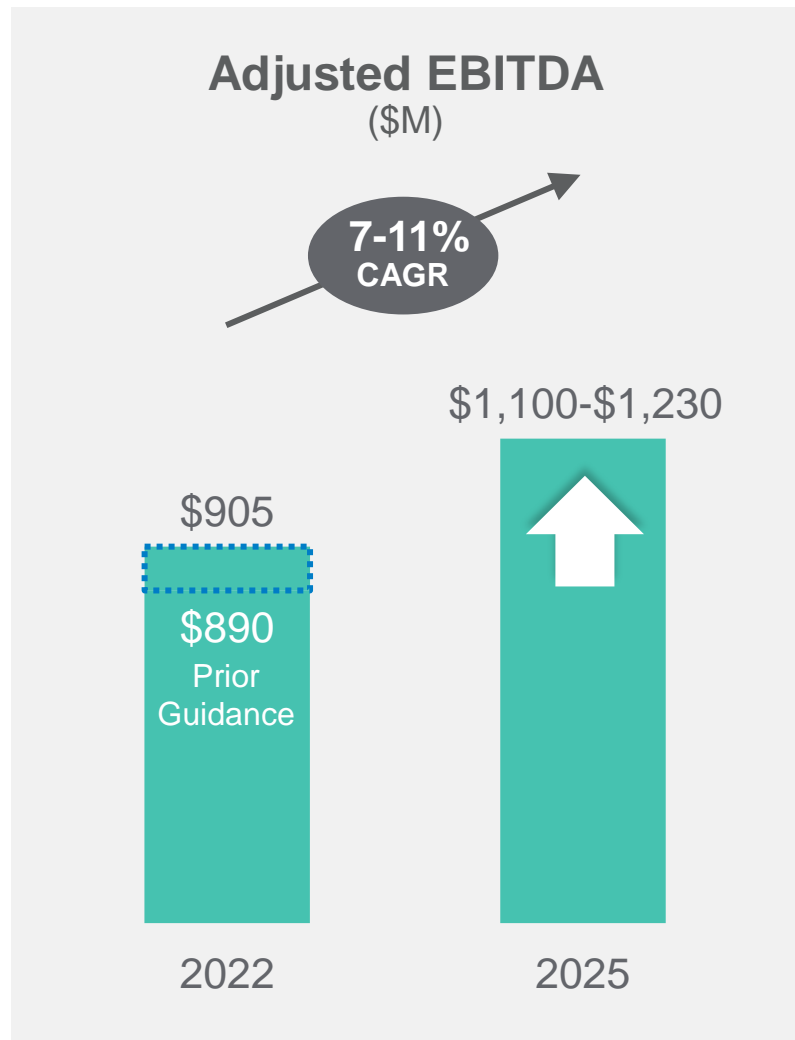 Adjusted EBITDA
($M)
7-11%
CAGR
$1,100-$1,230
$905
$890
Prior
Guidance
2022
2025